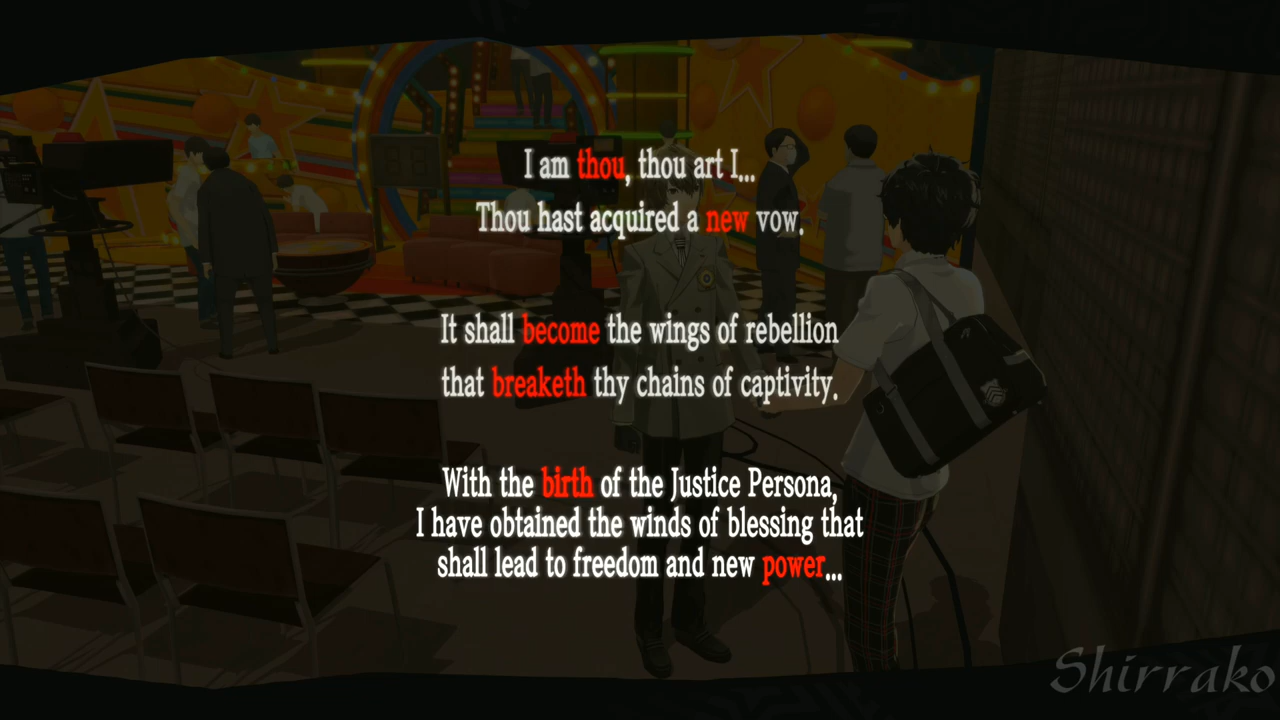 I am thou, thou art I...
Thou hast acquired a new vow.
It shall become the wings of rebellion
that breaketh thy chains of captivity.
With the birth of the Justice Persona,
I have obtained the winds of blessing that
shall lead to freedom and new power...
Shirrako